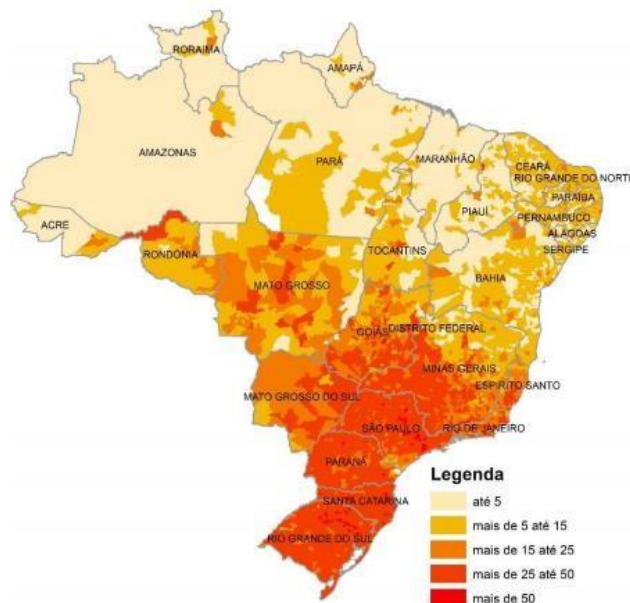 RORAIMA
AMAPÁ
AMAZONAS
PARÁ
MARANHÃO
CEARÁ
RIO GRANDE DO NORTE
PARAÍBA
PIAUÍ
PERNAMBUCO
ALAGOAS
SERGIPE
ACRE
RONDÔNIA
TOCANTINS
BAHIA
MATO GROSSO
GOIÁS
DISTRITO FEDERAL
MINAS GERAIS
ESPIRITO SANTO
MATO GROSSO DO SUL
SÃO PAULO
RIO DE JANEIRO
PARANÁ
SANTA CATARINA
RIO GRANDE DO SUL
Legenda
até 5
mais de 5 até 15
mais de 15 até 25
mais de 25 até 50
mais de 50